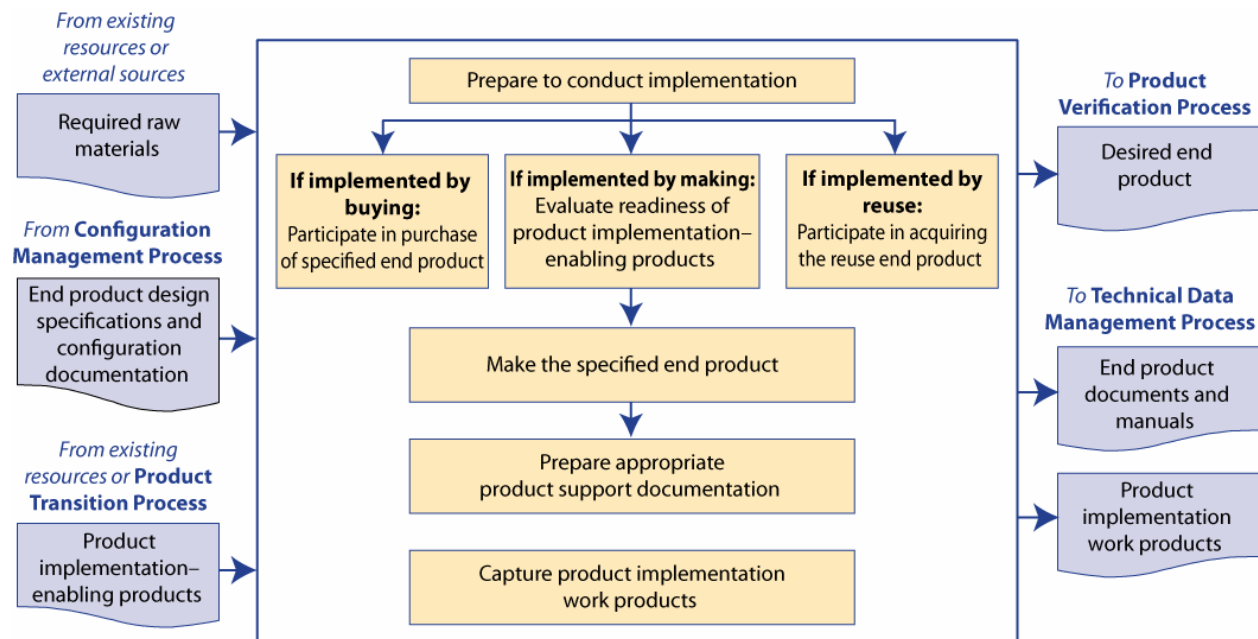 From existing
resources or
external sources
Required raw
materials
From Configuration
Management Process
End product design
specifications and
configuration
documentation
From existing
resources or Product
Transition Process
Product
implementation–
enabling products
Prepare to conduct implementation
If implemented by
buying:
Participate in purchase
of specified end product
If implemented by making:
Evaluate readiness of
product implementation–
enabling products
If implemented by
reuse:
Participate in acquiring
the reuse end product
Make the specified end product
Prepare appropriate
product support documentation
Capture product implementation
work products
To Product
Verification Process
Desired end
product
To Technical Data
Management Process
End product
documents and
manuals
Product
implementation
work products